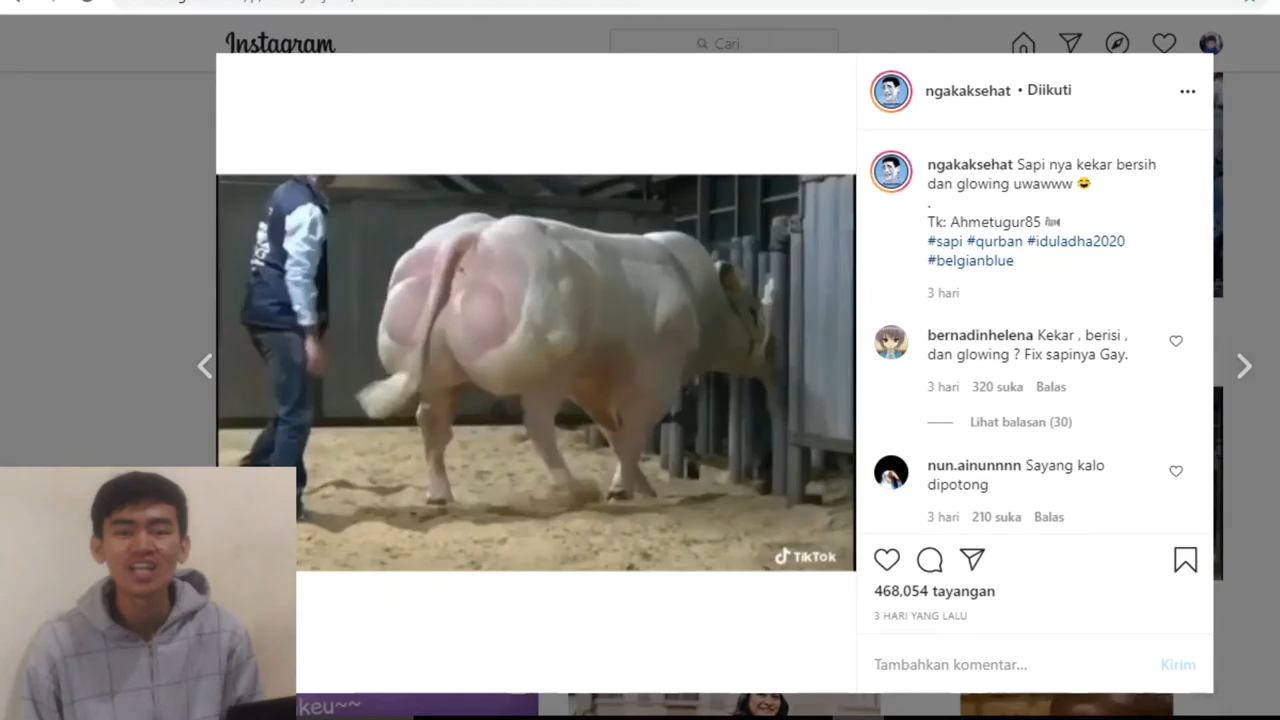 Instagram
Cari
ngakaksehat • Diikuti
ngakaksehat Sapi nya kekar bersih
dan glowing uwawww 😂
.
Tk: Ahmetugur85
#sapi #qurban #iduladha2020
#belgianblue
3 hari
bernadinhelena Kekar , berisi ,
dan glowing ? Fix sapinya Gay.
3 hari 320 suka Balas
Lihat balasan (30)
nun.ainunnnn Sayang kalo
dipotong
3 hari 210 suka Balas
TikTok
468,054 tayangan
3 HARI YANG LALU
Tambahkan komentar...
Kirim
keu~~